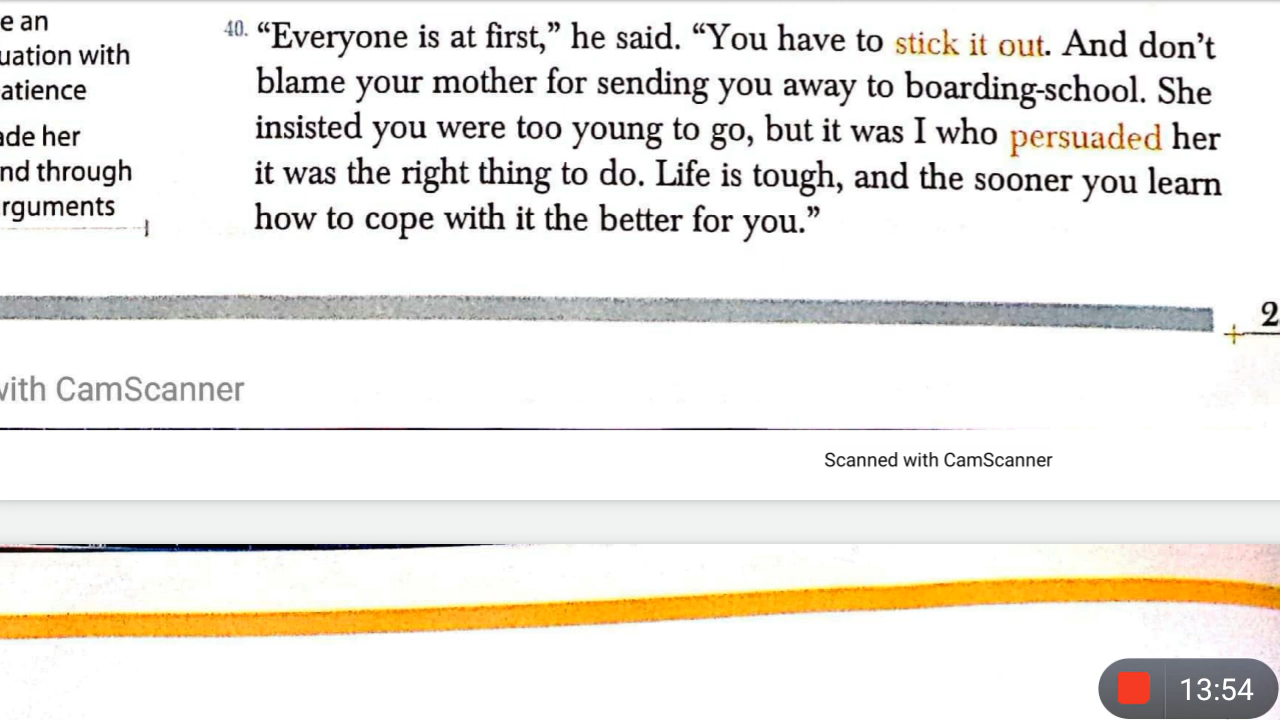 e an
uation with
atience
ade her
nd through
rguments
40. “Everyone is at first,” he said. “You have to stick it out. And don’t
blame your mother for sending you away to boarding-school. She
insisted you were too young to go, but it was I who persuaded her
it was the right thing to do. Life is tough, and the sooner you learn
how to cope with it the better for you.”
2
with CamScanner
Scanned with CamScanner
13:54